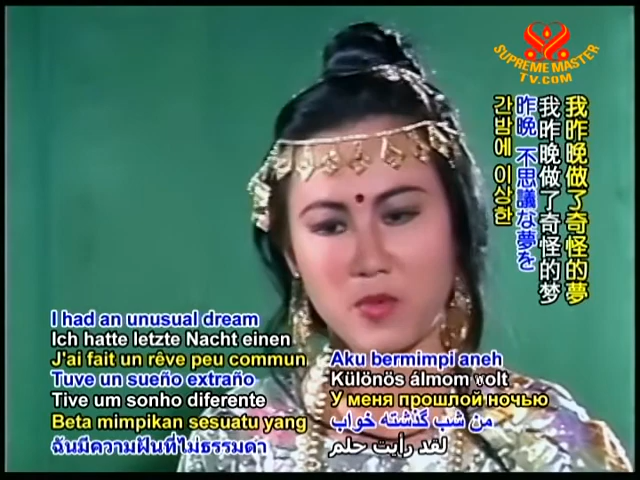 SUPREME MASTER
TV.COM
我昨晚做了奇怪的夢
我昨晚做了奇怪的梦
昨晩 不思議な夢を
간밤에 이상한
I had an unusual dream
Ich hatte letzte Nacht einen
J'ai fait un rêve peu commun
Tuve un sueño extraño
Tive um sonho diferente
Beta mimpikan sesuatu yang
ฉันมีความฝันที่ไม่ธรรมดา
Aku bermimpi aneh
Különös álmom volt
У меня прошлой ночью
من شب گذشته خواب
لقد رأيت حلم